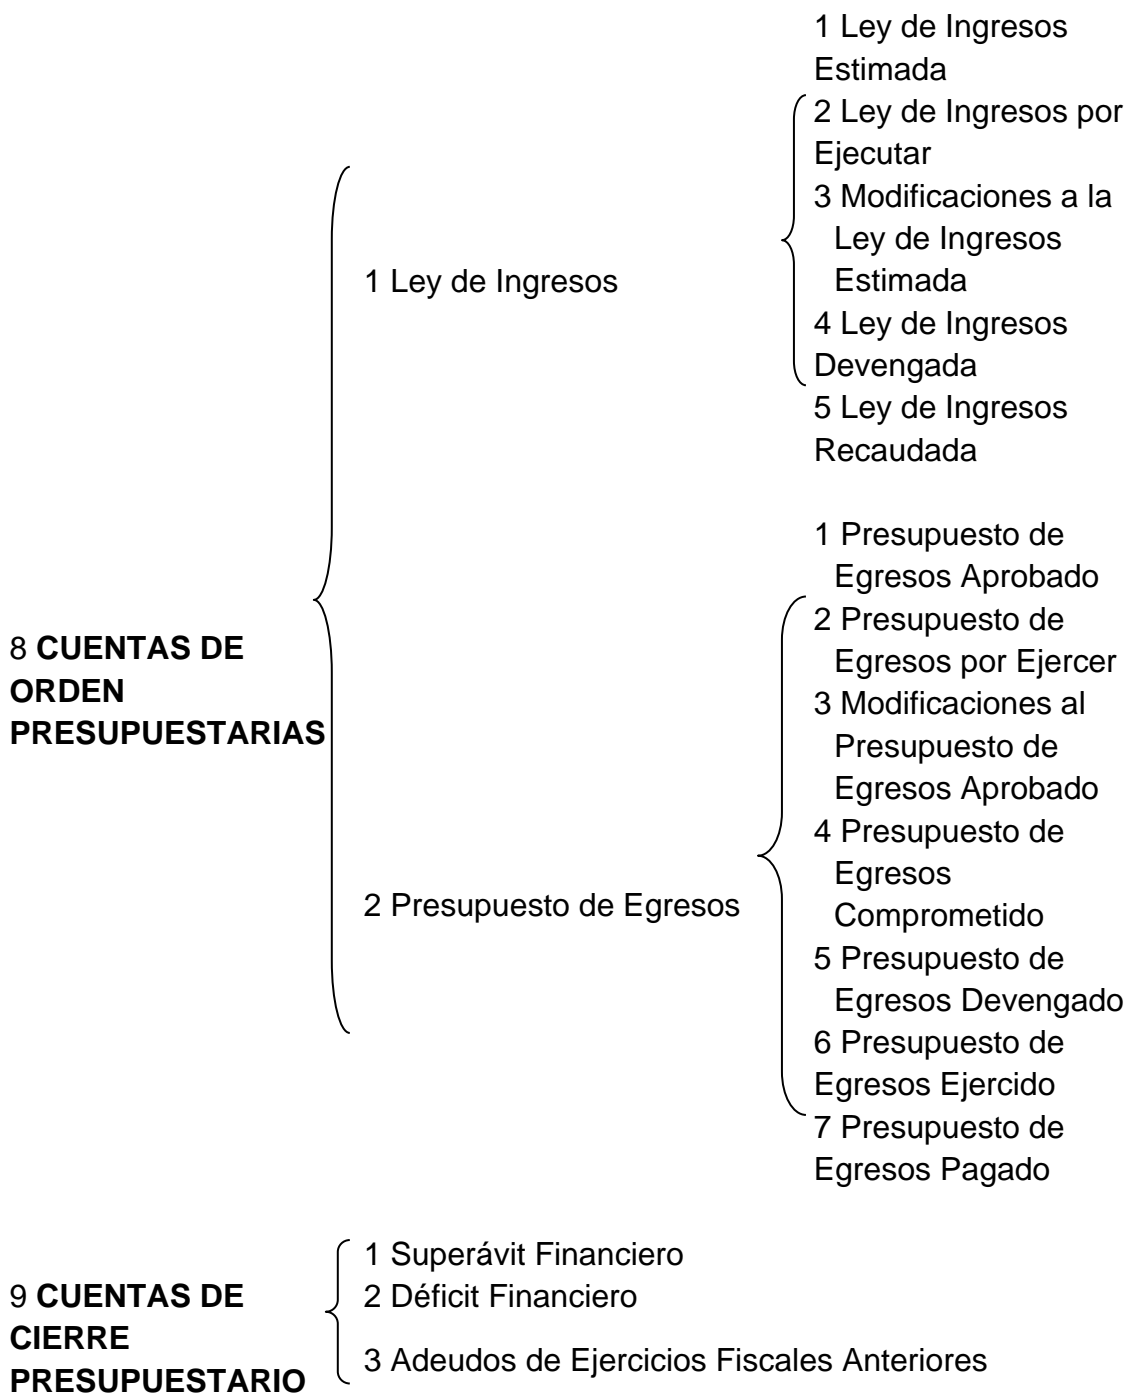 1 Ley de Ingresos
Estimada
2 Ley de Ingresos por
Ejecutar
3 Modificaciones a la
Ley de Ingresos
Estimada
1 Ley de Ingresos
4 Ley de Ingresos
Devengada
5 Ley de Ingresos
Recaudada
1 Presupuesto de
Egresos Aprobado
2 Presupuesto de
Egresos por Ejercer
3 Modificaciones al
Presupuesto de
Egresos Aprobado
8 CUENTAS DE
ORDEN
PRESUPUESTARIAS
4 Presupuesto de
Egresos
Comprometido
2 Presupuesto de Egresos
5 Presupuesto de
Egresos Devengado
6 Presupuesto de
Egresos Ejercido
7 Presupuesto de
Egresos Pagado
9 CUENTAS DE
CIERRE
PRESUPUESTARIO
1 Superávit Financiero
2 Déficit Financiero
3 Adeudos de Ejercicios Fiscales Anteriores